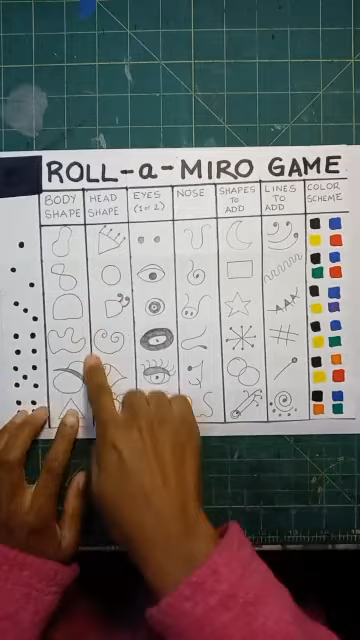 ROLL-a-MIRO GAME
BODY SHAPE
HEAD SHAPE
EYES (1 or 2)
NOSE
SHAPES TO ADD
LINES TO ADD
COLOR SCHEME